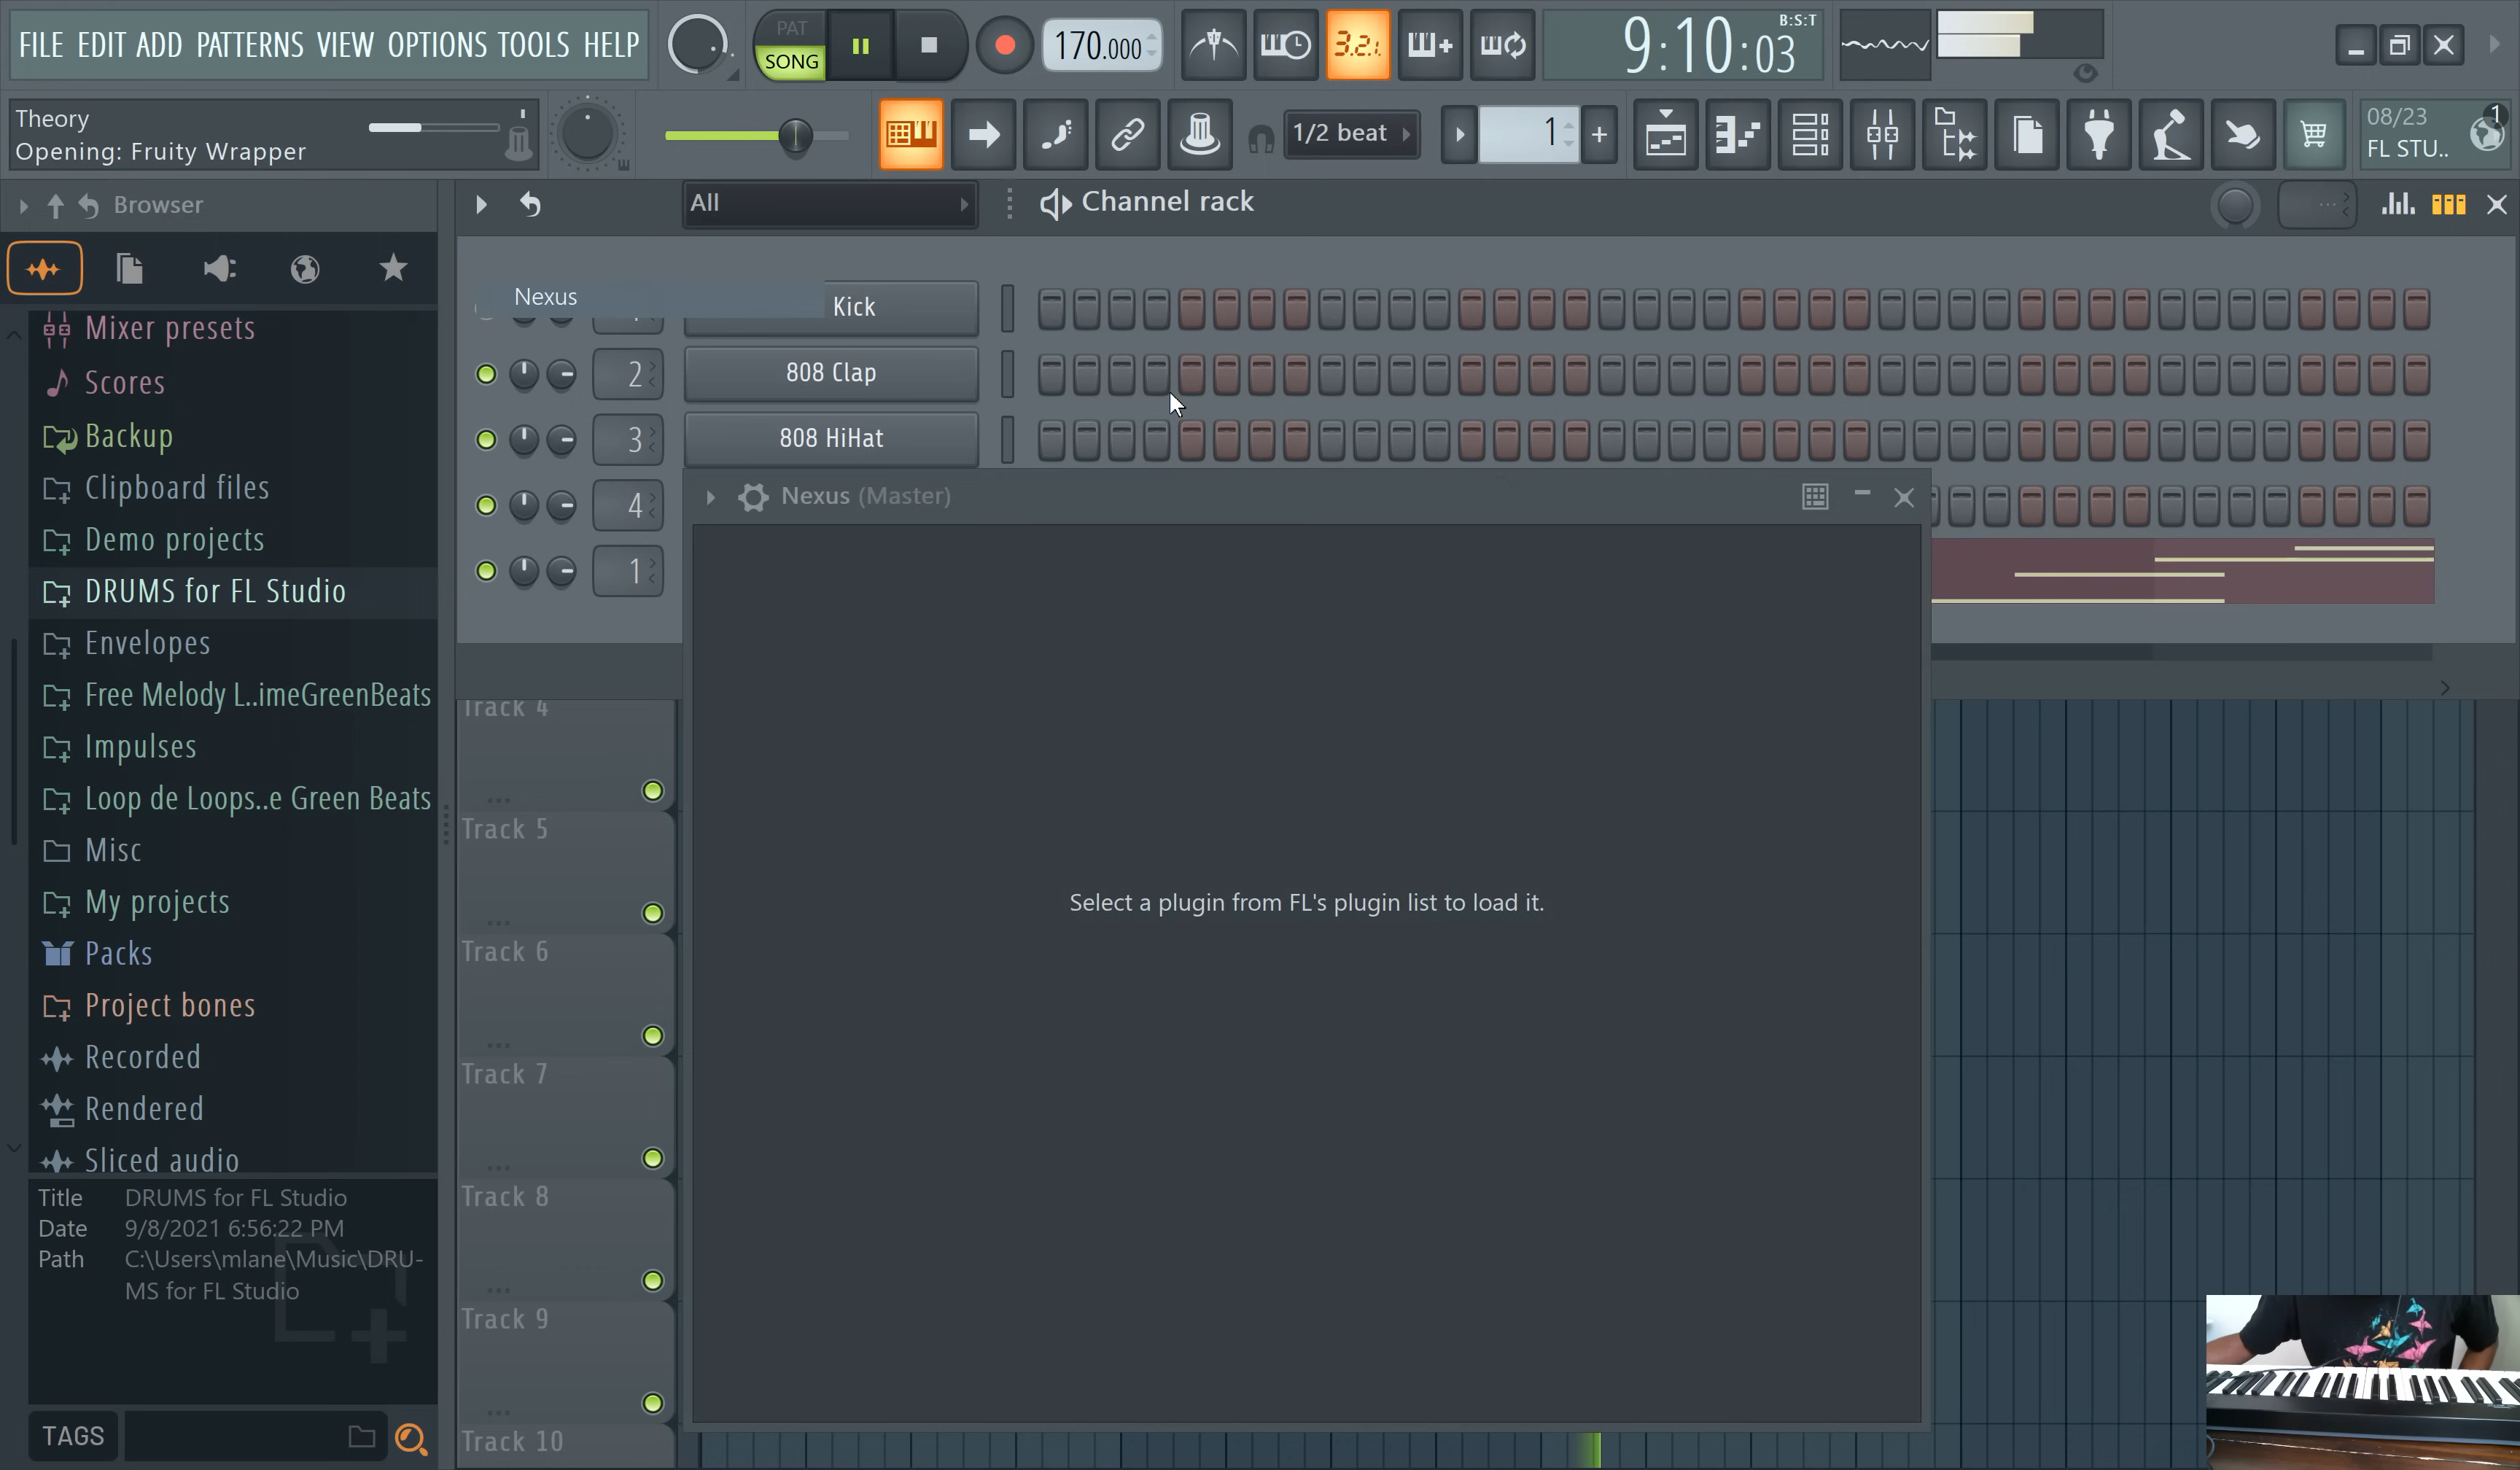 FILE EDIT ADD PATTERNS VIEW OPTIONS TOOLS HELP
PAT
SONG
170.000
3.2.1.
9:10:03
B:S:T
Theory
Opening: Fruity Wrapper
1/2 beat
1
08/23
1
FL STU..
Browser
All
Channel rack
Mixer presets
Scores
Backup
Clipboard files
Demo projects
DRUMS for FL Studio
Envelopes
Free Melody L..imeGreenBeats
Impulses
Loop de Loops..e Green Beats
Misc
My projects
Packs
Project bones
Recorded
Rendered
Sliced audio
Title DRUMS for FL Studio
Date 9/8/2021 6:56:22 PM
Path C:\Users\mlane\Music\DRU-
MS for FL Studio
TAGS
Nexus
Kick
2 808 Clap
3 808 HiHat
4
1
Nexus (Master)
Select a plugin from FL's plugin list to load it.
Track 4
Track 5
Track 6
Track 7
Track 8
Track 9
Track 10